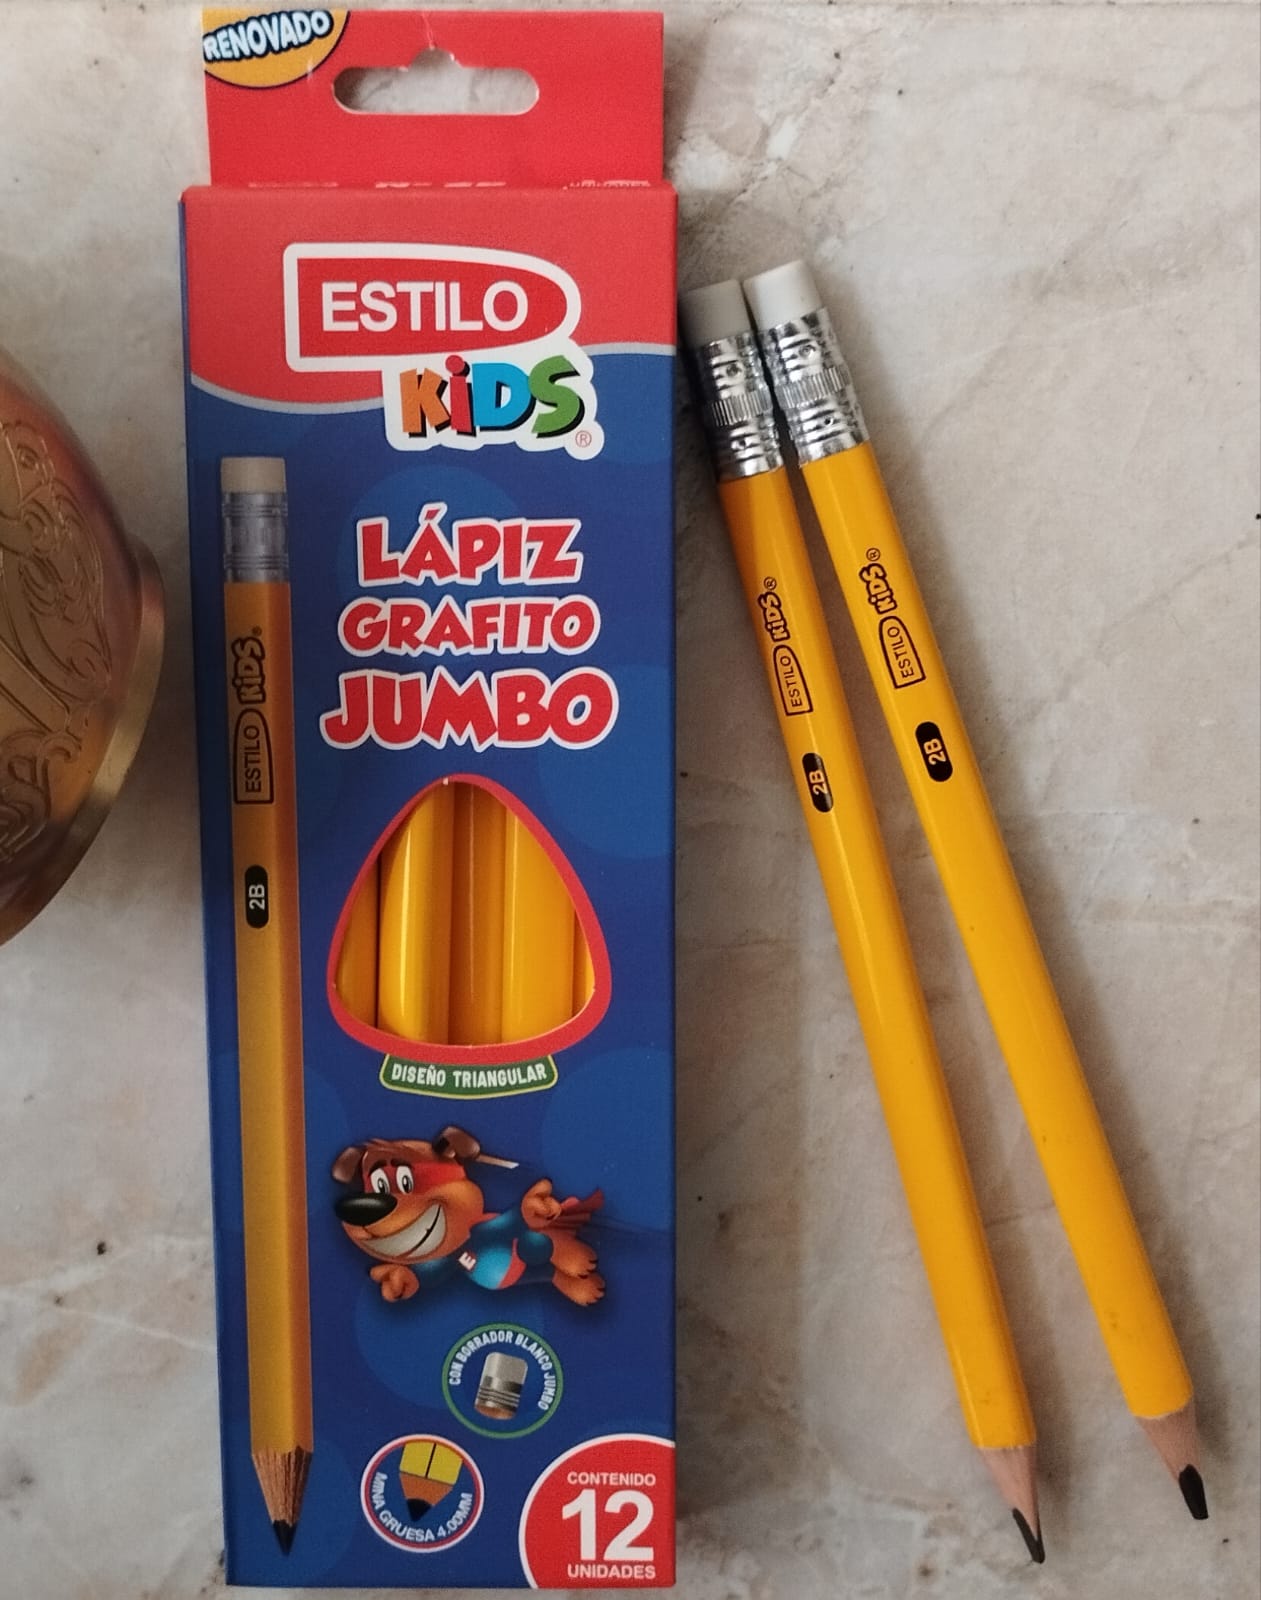 RENOVADO
ESTILO
KiDS®
LÁPIZ
GRAFITO
JUMBO
ESTILO KiDS®
2B
DISEÑO TRIANGULAR
E
CON BORRADOR BLANCO JUMBO
MINA GRUESA 4.00MM
CONTENIDO
12
UNIDADES
ESTILO KiDS®
2B
ESTILO KiDS®
2B